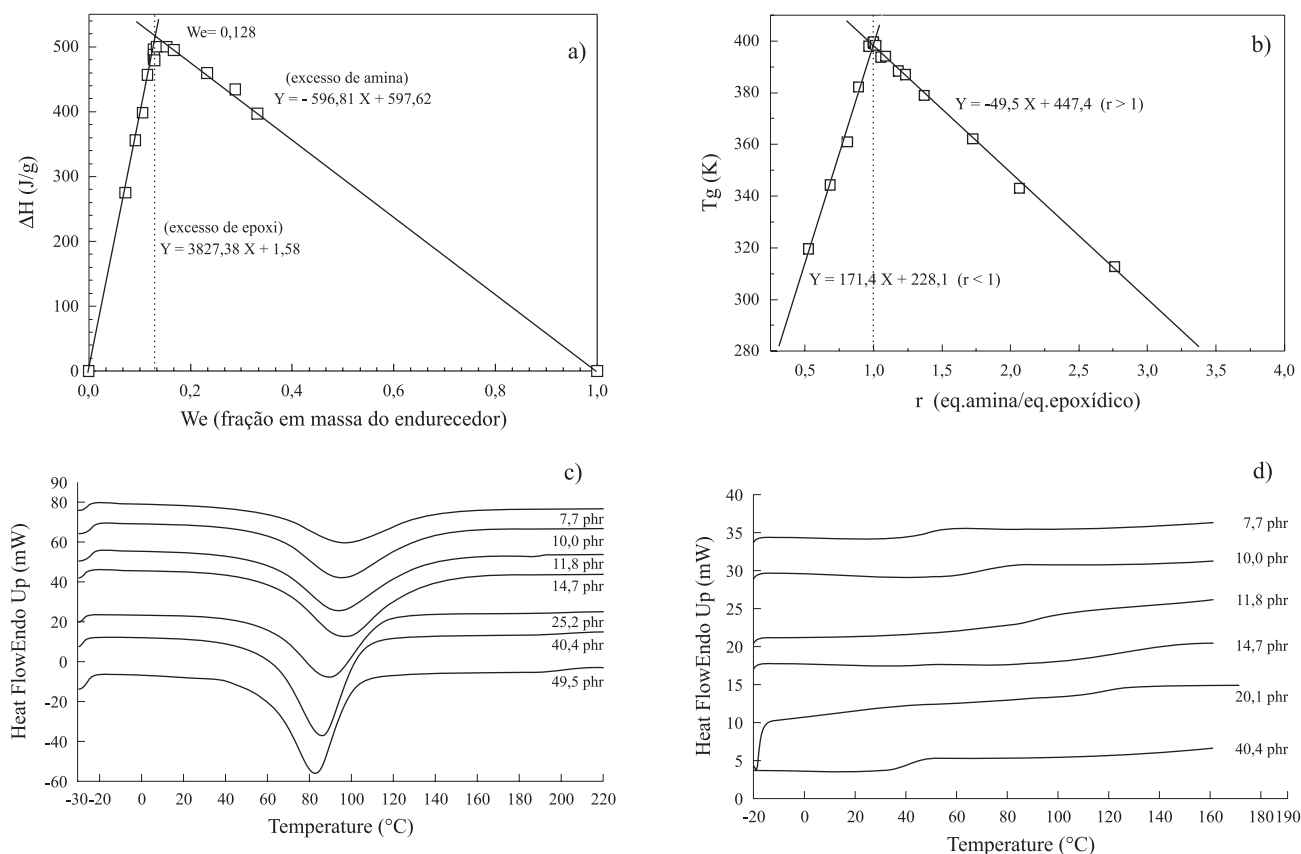 a)
We= 0,128
(excesso de amina)
Y = - 596,81 X + 597,62
(excesso de epoxi)
Y = 3827,38 X + 1,58
ΔH (J/g)
500
400
300
200
100
0
0,0 0,2 0,4 0,6 0,8 1,0
We (fração em massa do endurecedor)
b)
Y = -49,5 X + 447,4 (r > 1)
Y = 171,4 X + 228,1 (r < 1)
Tg (K)
400
380
360
340
320
300
280
0,5 1,0 1,5 2,0 2,5 3,0 3,5 4,0
r (eq.amina/eq.epoxídico)
c)
Heat FlowEndo Up (mW)
90
80
60
40
20
0
-20
-40
-60
7,7 phr
10,0 phr
11,8 phr
14,7 phr
25,2 phr
40,4 phr
49,5 phr
-30 -20 0 20 40 60 80 100 120 140 160 180 200 220
Temperature (°C)
d)
Heat FlowEndo Up (mW)
40
35
30
25
20
15
10
5
0
7,7 phr
10,0 phr
11,8 phr
14,7 phr
20,1 phr
40,4 phr
-20 0 20 40 60 80 100 120 140 160 180 190
Temperature (°C)